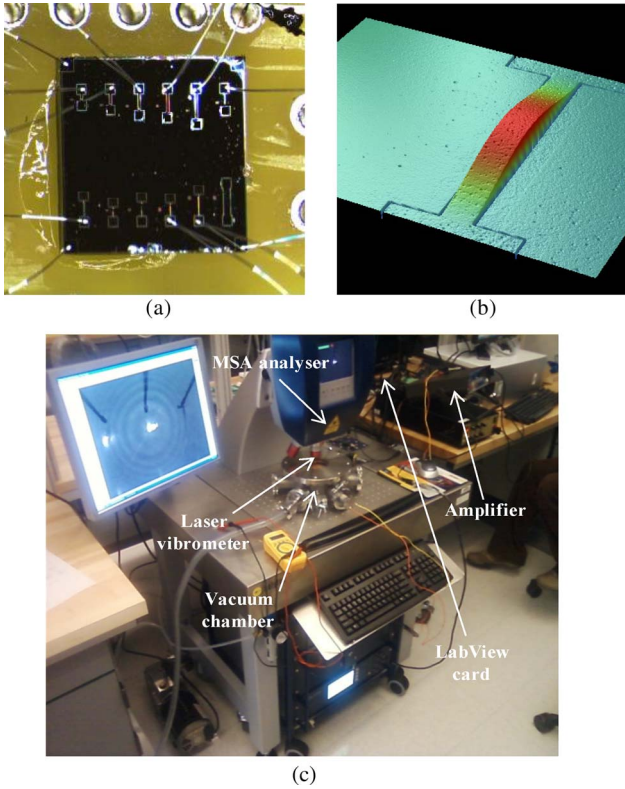 (a)
(b)
MSA analyser
Laser
vibrometer
Amplifier
Vacuum
chamber
LabView
card
(c)